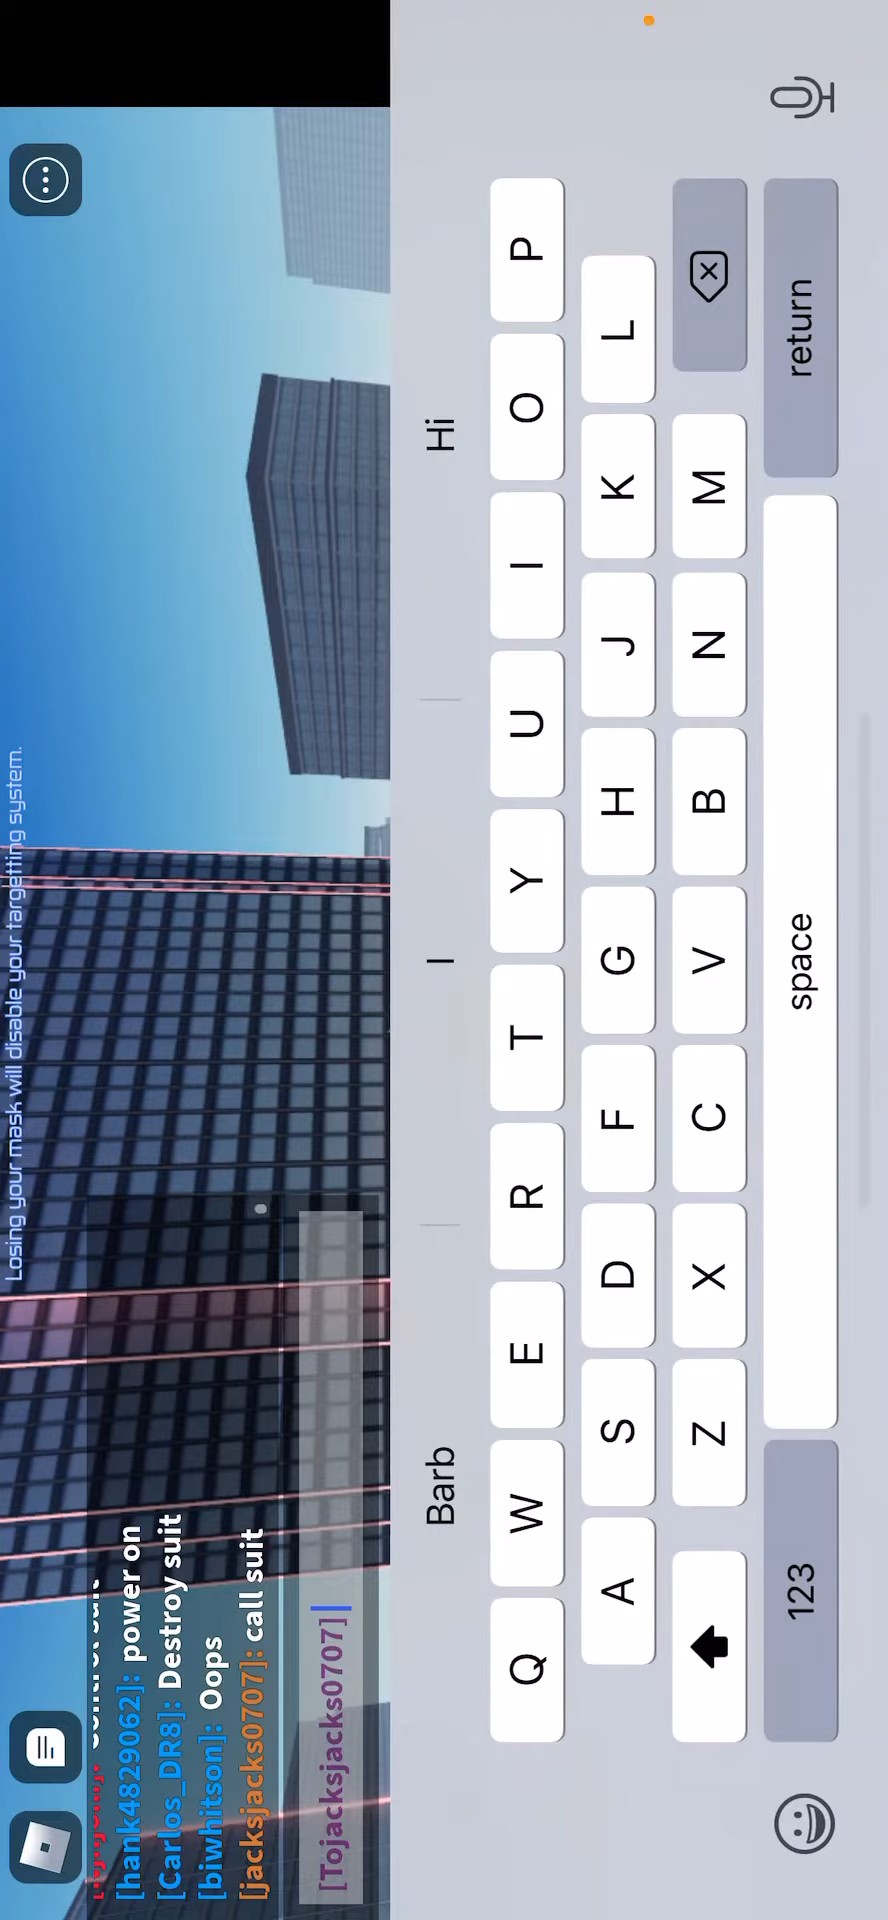 Losing your mask will disable your targetting system.
[hank4829062]: power on
[Carlos_DR8]: Destroy suit
[biwhitson]: Oops
[jacksjacks0707]: call suit
[Tojacksjacks0707]
Barb I Hi
Q W E R T Y U I O P
A S D F G H J K L
Z X C V B N M
123 space return